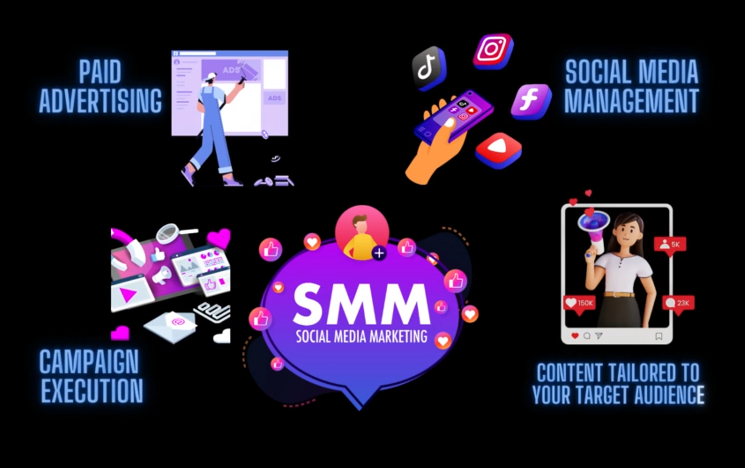 PAID
ADVERTISING
ADS
ADS
SOCIAL MEDIA
MANAGEMENT
SMM
SOCIAL MEDIA MARKETING
5K
150K
23K
CAMPAIGN
EXECUTION
CONTENT TAILORED TO
YOUR TARGET AUDIENCE